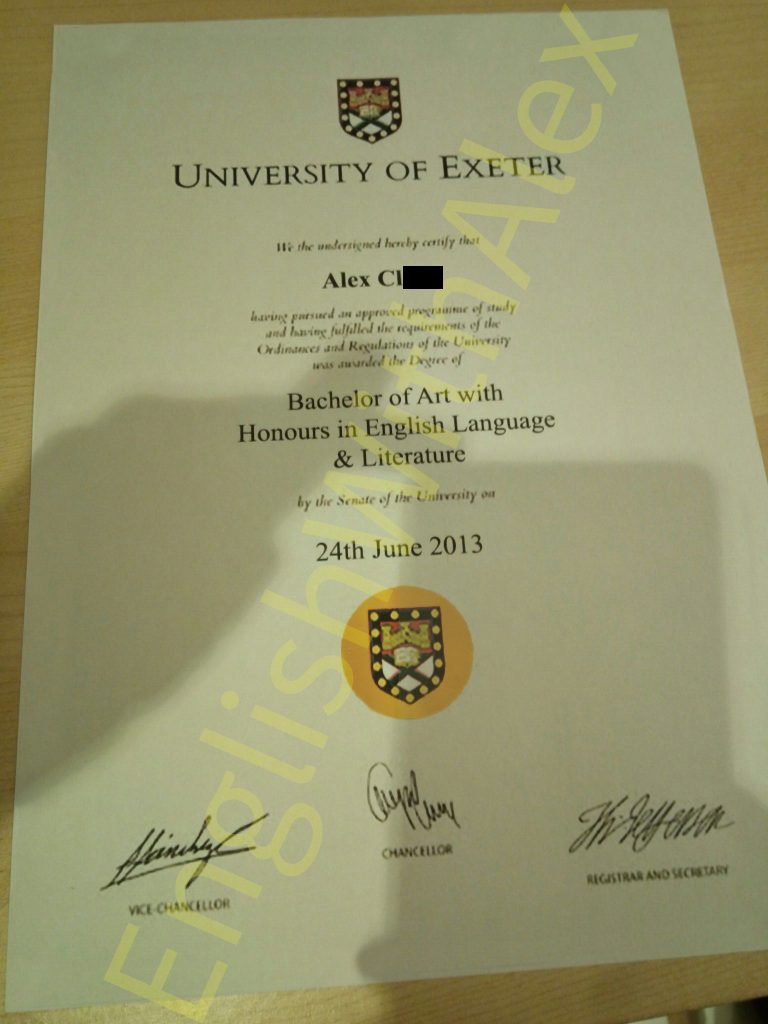 UNIVERSITY OF EXETER
We the undersigned hereby certify that
Alex Cl
having pursued an approved programme of study
and having fulfilled the requirements of the
Ordinances and Regulations of the University
was awarded the Degree of
Bachelor of Art with
Honours in English Language
& Literature
by the Senate of the University on
24th June 2013
VICE-CHANCELLOR
CHANCELLOR
REGISTRAR AND SECRETARY
EnglishWithAlex